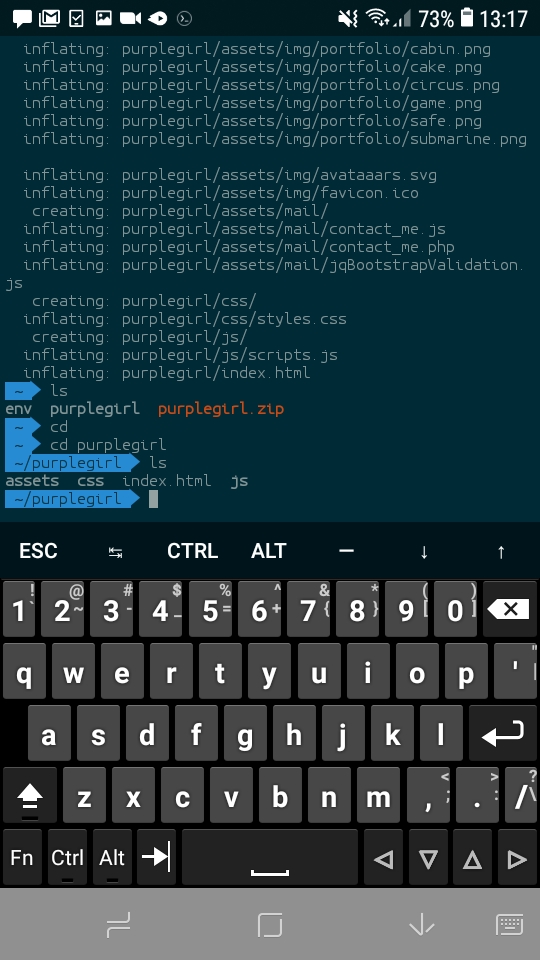 73% 13:17
inflating: purplegirl/assets/img/portfolio/cabin.png
inflating: purplegirl/assets/img/portfolio/cake.png
inflating: purplegirl/assets/img/portfolio/circus.png
inflating: purplegirl/assets/img/portfolio/game.png
inflating: purplegirl/assets/img/portfolio/safe.png
inflating: purplegirl/assets/img/portfolio/submarine.png
inflating: purplegirl/assets/img/avataaars.svg
inflating: purplegirl/assets/img/favicon.ico
creating: purplegirl/assets/mail/
inflating: purplegirl/assets/mail/contact_me.js
inflating: purplegirl/assets/mail/contact_me.php
inflating: purplegirl/assets/mail/jqBootstrapValidation.
js
creating: purplegirl/css/
inflating: purplegirl/css/styles.css
creating: purplegirl/js/
inflating: purplegirl/js/scripts.js
inflating: purplegirl/index.html
~ ls
env purplegirl purplegirl.zip
~ cd
~ cd purplegirl
~/purplegirl ls
assets css index.html js
~/purplegirl
ESC ↹ CTRL ALT — ↓ ↑
! @ # $ % ^ & * ( )
1 ` 2 ~ 3 - 4 _ 5 = 6 + 7 { 8 } 9 [ 0 ]
q w e r t y u i o p ' " |
a s d f g h j k l
z x c v b n m , < ; . > : / ? \
Fn Ctrl Alt